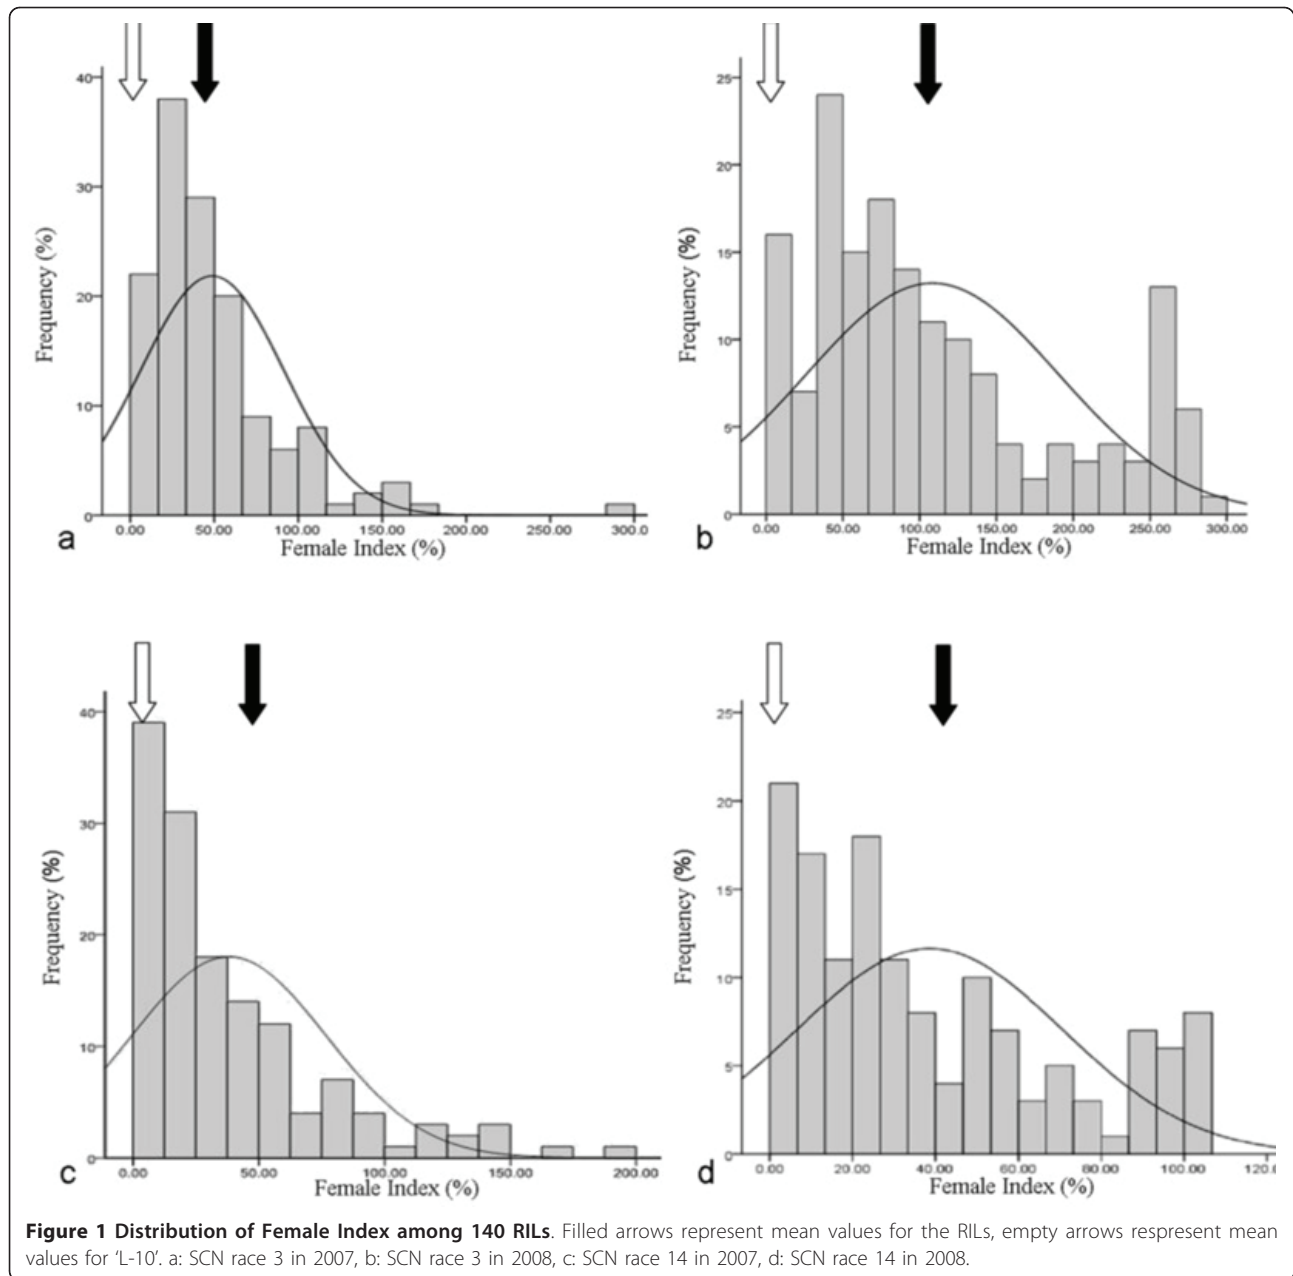 40
30
20
10
0
Frequency (%)
0.00 50.00 100.00 150.00 200.00 250.00 300.0
Female Index (%)
a
25
20
15
10
5
0
Frequency (%)
0.00 50.00 100.00 150.00 200.00 250.00 300.00
Female Index (%)
b
40
30
20
10
0
Frequency (%)
0.00 50.00 100.00 150.00 200.00
Female Index (%)
c
25
20
15
10
5
0
Frequency (%)
0.00 20.00 40.00 60.00 80.00 100.00 120.0
Female Index (%)
d
Figure 1 Distribution of Female Index among 140 RILs. Filled arrows represent mean values for the RILs, empty arrows respresent mean
values for ‘L-10’. a: SCN race 3 in 2007, b: SCN race 3 in 2008, c: SCN race 14 in 2007, d: SCN race 14 in 2008.